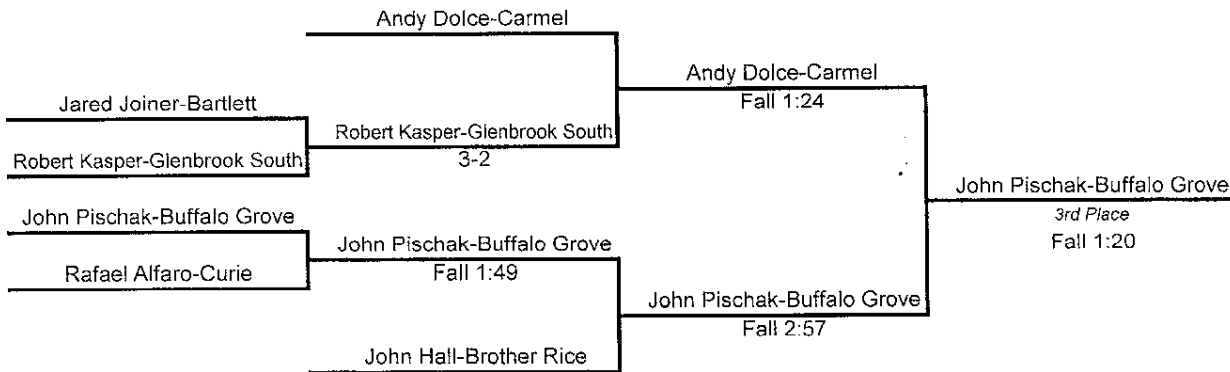 Andy Dolce-Carmel
Andy Dolce-Carmel
Fall 1:24
Jared Joiner-Bartlett
Robert Kasper-Glenbrook South
3-2
Robert Kasper-Glenbrook South
John Pischak-Buffalo Grove
3rd Place
Fall 1:20
John Pischak-Buffalo Grove
John Pischak-Buffalo Grove
Fall 1:49
Rafael Alfaro-Curie
John Pischak-Buffalo Grove
Fall 2:57
John Hall-Brother Rice